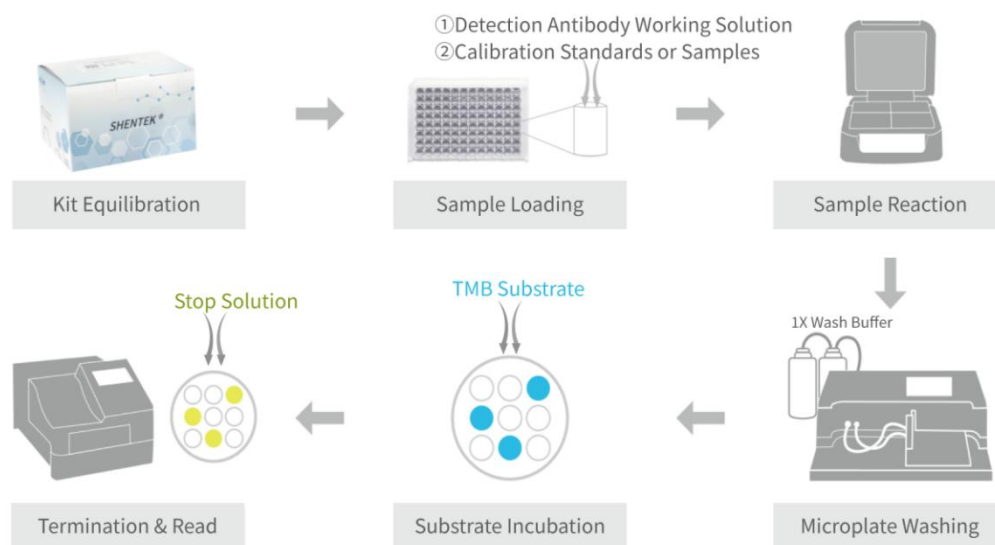 ①Detection Antibody Working Solution
②Calibration Standards or Samples
SHENTEK®
Kit Equilibration
Sample Loading
Sample Reaction
1X Wash Buffer
Stop Solution
TMB Substrate
Termination & Read
Substrate Incubation
Microplate Washing